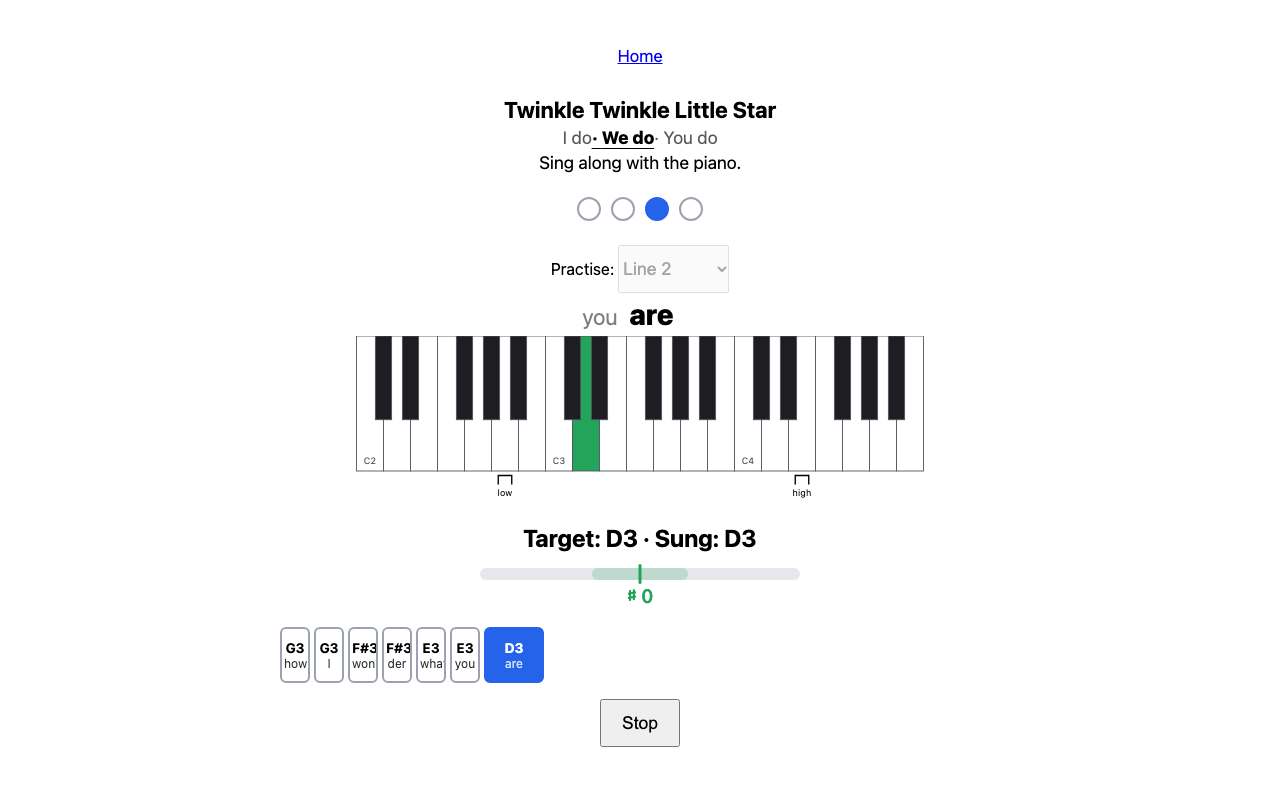 Home
Twinkle Twinkle Little Star
I do· We do· You do
Sing along with the piano.
Practise: Line 2
you are
C2 C3 C4
low high
Target: D3 · Sung: D3
♯ 0
G3 G3 F#3 F#3 E3 E3 D3
how I won der wha you are
Stop